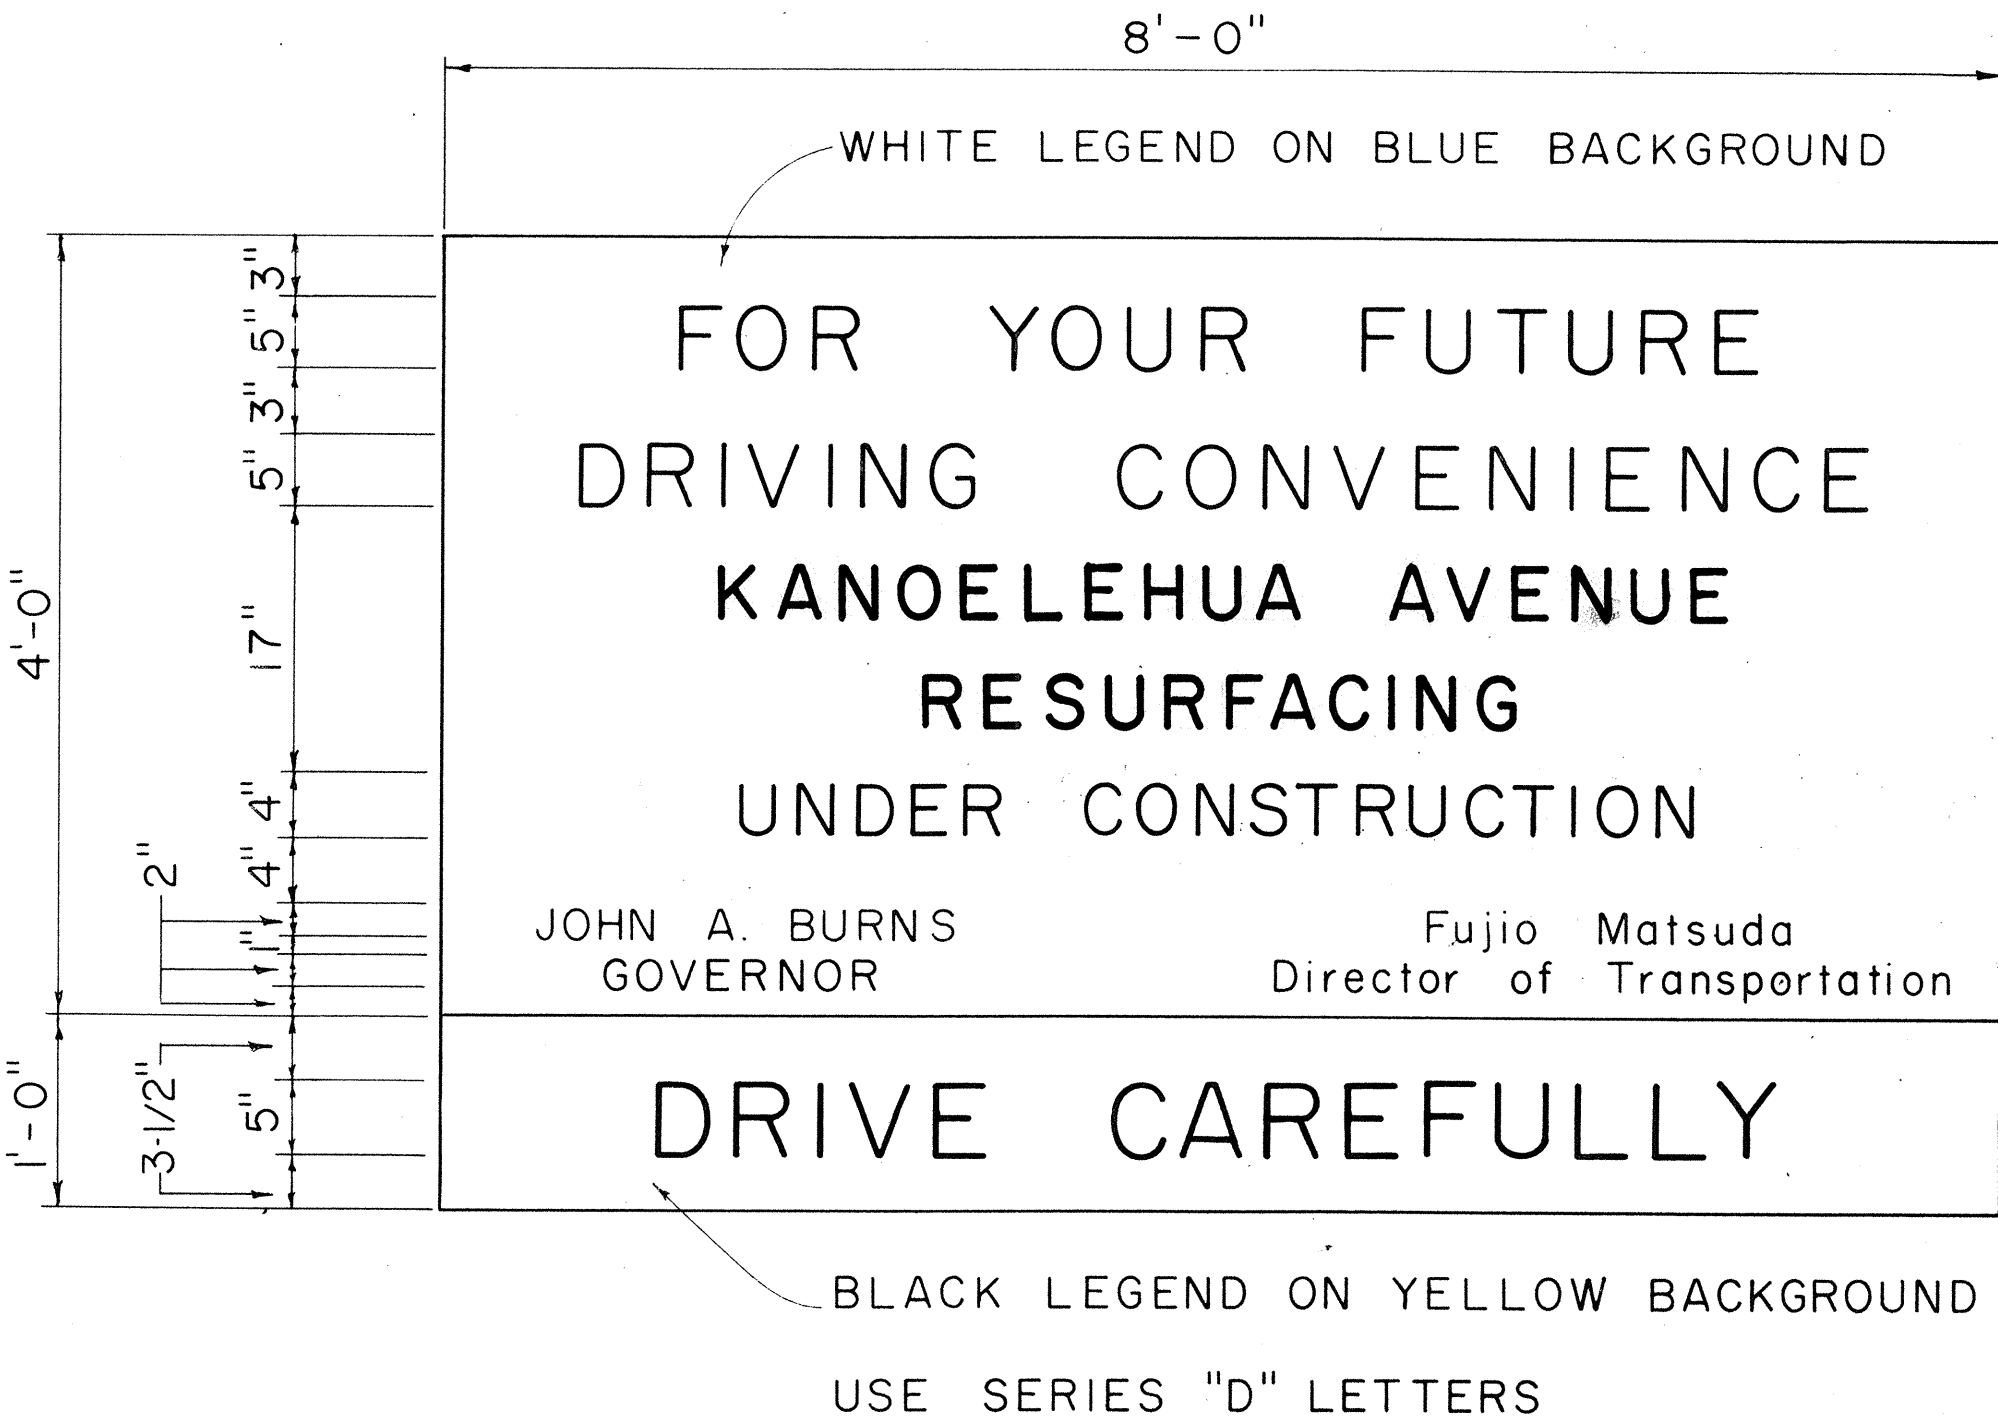 8'-0"
WHITE LEGEND ON BLUE BACKGROUND
4'-0"
3"
5"
3"
5"
17"
4"
4"
2"
1"
FOR YOUR FUTURE
DRIVING CONVENIENCE
KANOELEHUA AVENUE
RESURFACING
UNDER CONSTRUCTION
JOHN A. BURNS
GOVERNOR
Fujio Matsuda
Director of Transportation
1'-0"
3-1/2"
5"
DRIVE CAREFULLY
BLACK LEGEND ON YELLOW BACKGROUND
USE SERIES "D" LETTERS